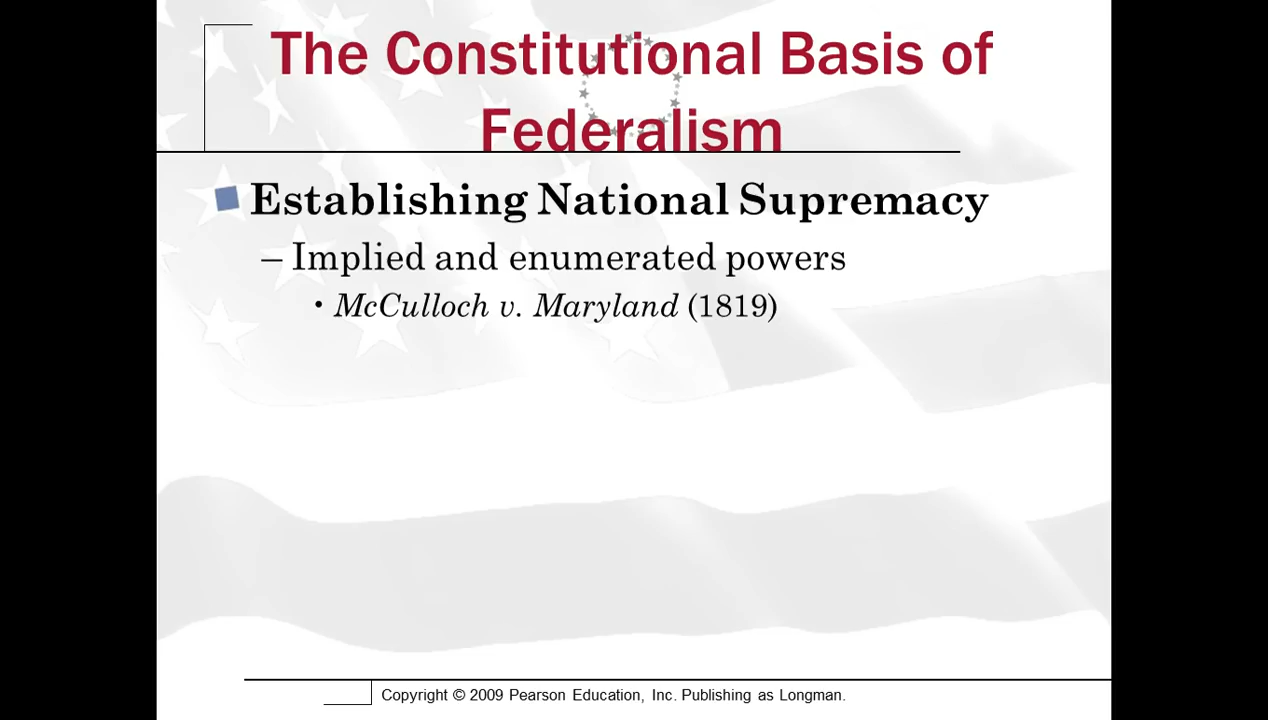 The Constitutional Basis of
Federalism
Establishing National Supremacy
– Implied and enumerated powers
• McCulloch v. Maryland (1819)
Copyright © 2009 Pearson Education, Inc. Publishing as Longman.